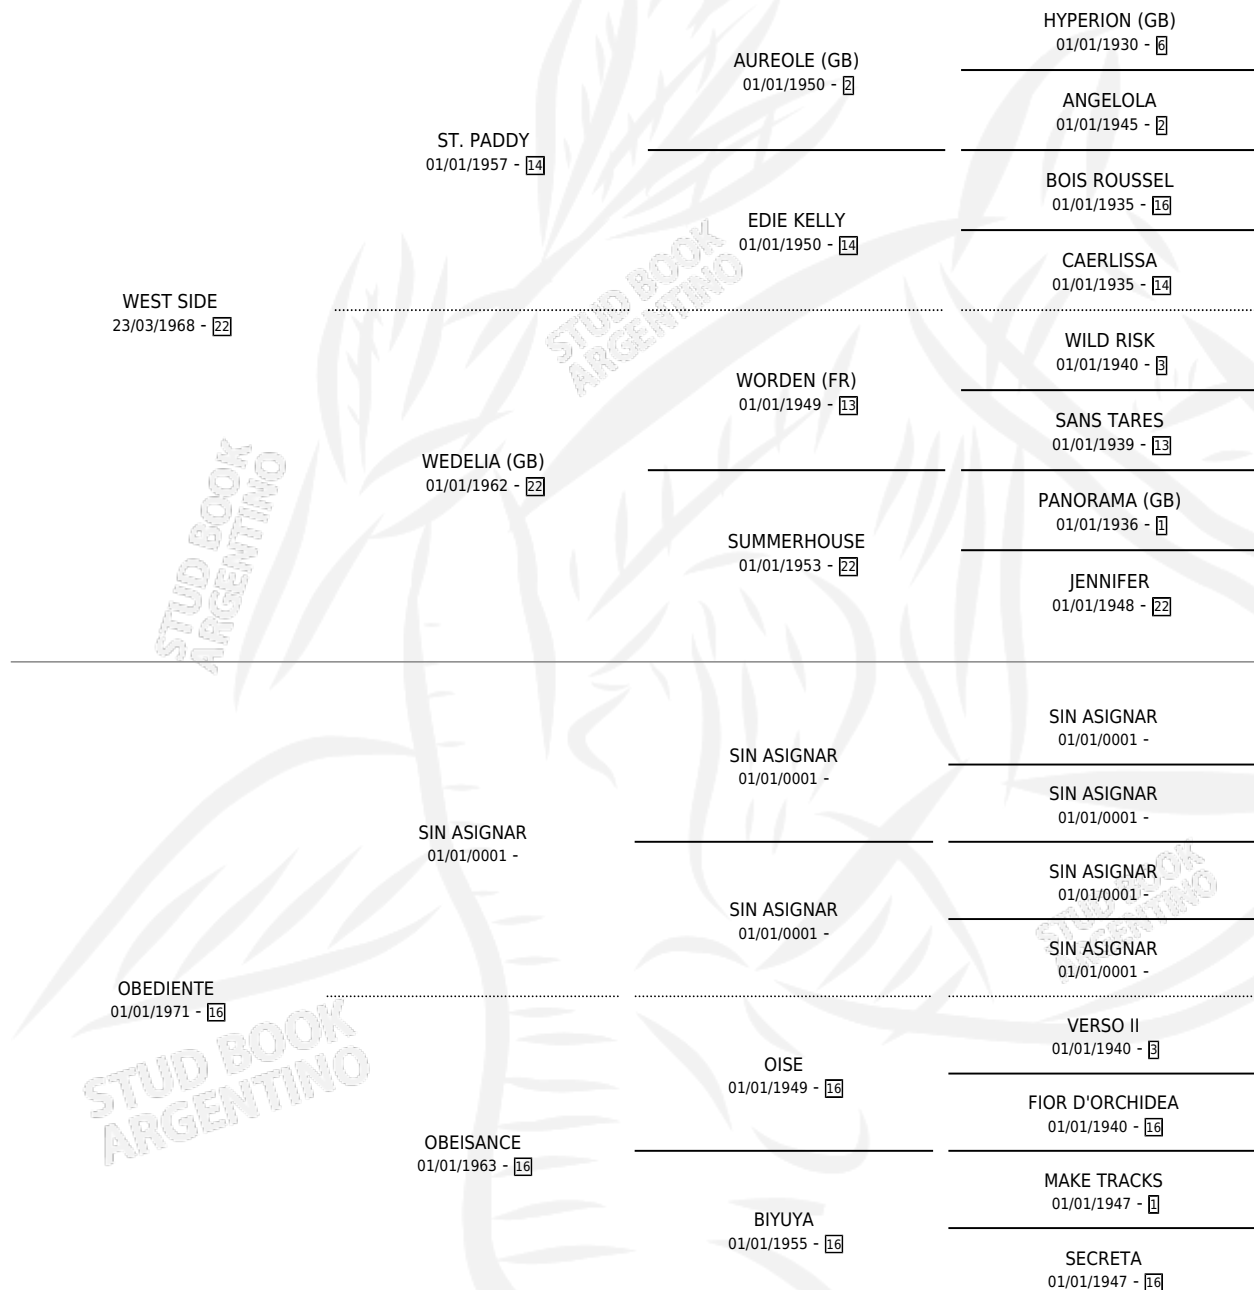 HYPERION (GB)
01/01/1930 - 6
AUREOLE (GB)
01/01/1950 - 2
ANGELOLA
01/01/1945 - 2
ST. PADDY
01/01/1957 - 14
BOIS ROUSSEL
01/01/1935 - 16
EDIE KELLY
01/01/1950 - 14
CAERLISSA
01/01/1935 - 14
WEST SIDE
23/03/1968 - 22
WILD RISK
01/01/1940 - 3
WORDEN (FR)
01/01/1949 - 13
SANS TARES
01/01/1939 - 13
WEDELIA (GB)
01/01/1962 - 22
PANORAMA (GB)
01/01/1936 - 1
SUMMERHOUSE
01/01/1953 - 22
JENNIFER
01/01/1948 - 22
SIN ASIGNAR
01/01/0001 -
SIN ASIGNAR
01/01/0001 -
SIN ASIGNAR
01/01/0001 -
SIN ASIGNAR
01/01/0001 -
SIN ASIGNAR
01/01/0001 -
SIN ASIGNAR
01/01/0001 -
SIN ASIGNAR
01/01/0001 -
OBEDIENTE
01/01/1971 - 16
VERSO II
01/01/1940 - 3
OISE
01/01/1949 - 16
FIOR D'ORCHIDEA
01/01/1940 - 16
OBEISANCE
01/01/1963 - 16
MAKE TRACKS
01/01/1947 - 1
BIYUYA
01/01/1955 - 16
SECRETA
01/01/1947 - 16
STUD BOOK
ARGENTINO
STUD BOOK
ARGENTINO
STUD BOOK
ARGENTINO
STUD BOOK
ARGENTINO